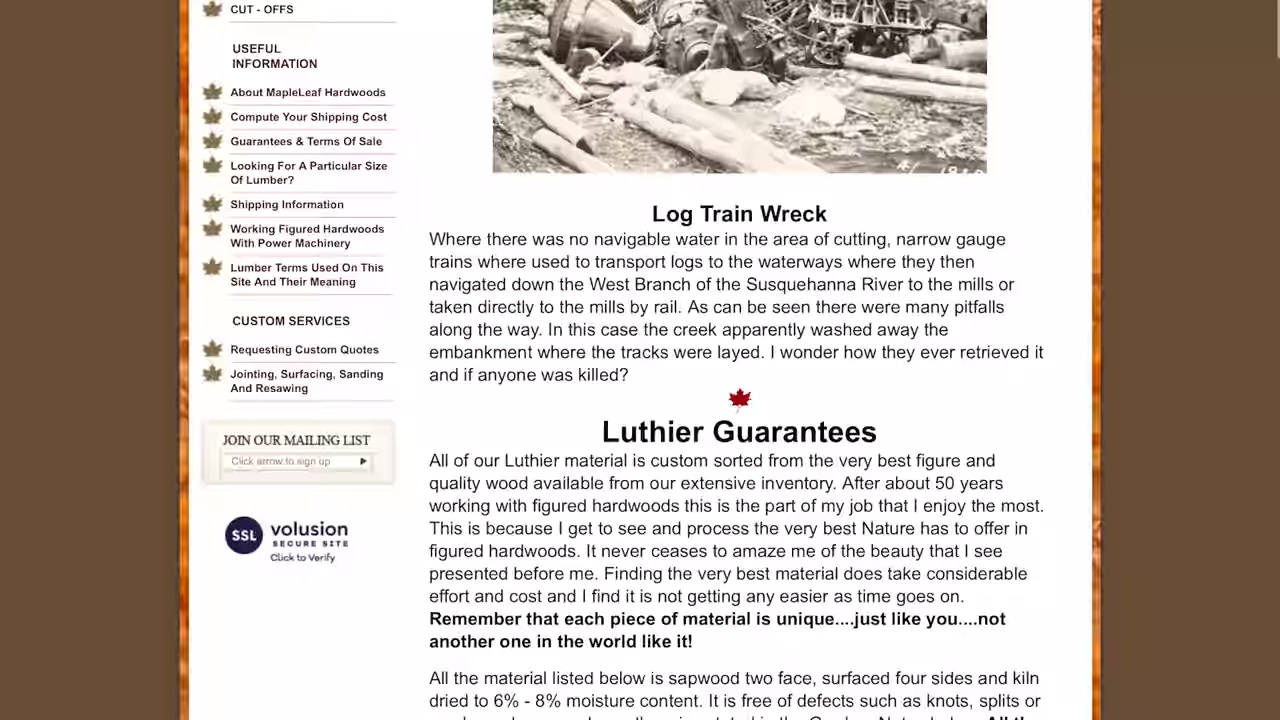 CUT - OFFS
USEFUL
INFORMATION
About MapleLeaf Hardwoods
Compute Your Shipping Cost
Guarantees & Terms Of Sale
Looking For A Particular Size
Of Lumber?
Shipping Information
Working Figured Hardwoods
With Power Machinery
Lumber Terms Used On This
Site And Their Meaning
CUSTOM SERVICES
Requesting Custom Quotes
Jointing, Surfacing, Sanding
And Resawing
JOIN OUR MAILING LIST
Click arrow to sign up
SSL volusion
SECURE SITE
Click to Verify
Log Train Wreck
Where there was no navigable water in the area of cutting, narrow gauge
trains where used to transport logs to the waterways where they then
navigated down the West Branch of the Susquehanna River to the mills or
taken directly to the mills by rail. As can be seen there were many pitfalls
along the way. In this case the creek apparently washed away the
embankment where the tracks were layed. I wonder how they ever retrieved it
and if anyone was killed?
Luthier Guarantees
All of our Luthier material is custom sorted from the very best figure and
quality wood available from our extensive inventory. After about 50 years
working with figured hardwoods this is the part of my job that I enjoy the most.
This is because I get to see and process the very best Nature has to offer in
figured hardwoods. It never ceases to amaze me of the beauty that I see
presented before me. Finding the very best material does take considerable
effort and cost and I find it is not getting any easier as time goes on.
Remember that each piece of material is unique....just like you....not
another one in the world like it!
All the material listed below is sapwood two face, surfaced four sides and kiln
dried to 6% - 8% moisture content. It is free of defects such as knots, splits or